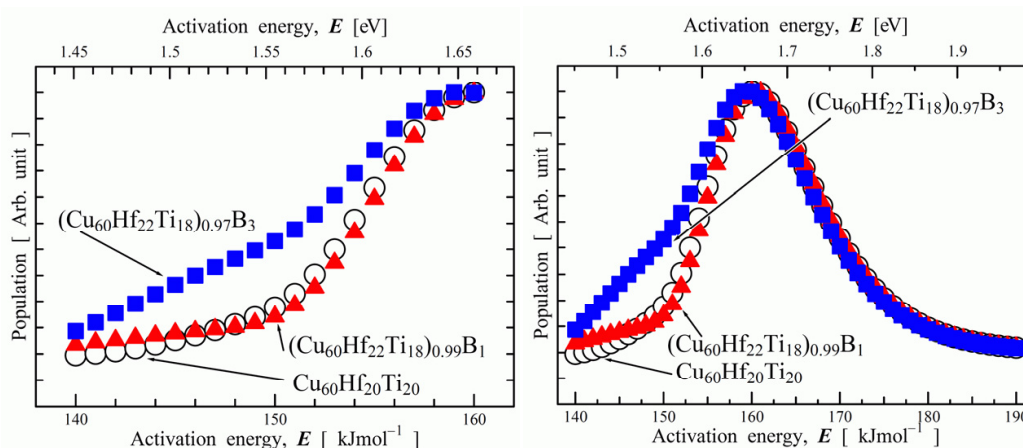 Activation energy, E [eV]
1.45 1.5 1.55 1.6 1.65
Population [ Arb. unit ]
(Cu60Hf22Ti18)0.97B3
(Cu60Hf22Ti18)0.99B1
Cu60Hf20Ti20
140 150 160
Activation energy, E [ kJmol−1 ]
Activation energy, E [eV]
1.5 1.6 1.7 1.8 1.9
Population [ Arb. unit ]
(Cu60Hf22Ti18)0.97B3
(Cu60Hf22Ti18)0.99B1
Cu60Hf20Ti20
140 150 160 170 180 190
Activation energy, E [ kJmol−1 ]